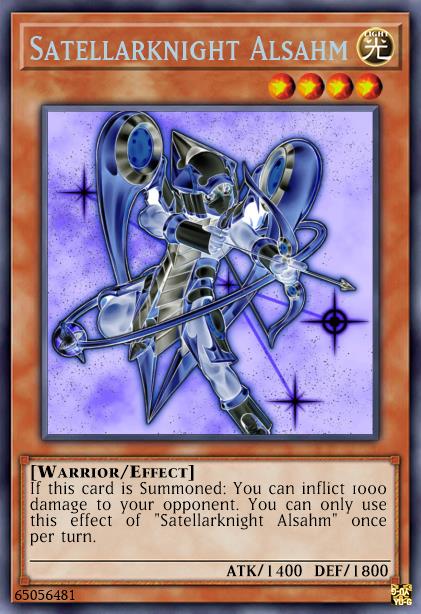 Satellarknight Alsahm
LIGHT
光
[Warrior/Effect]
If this card is Summoned: You can inflict 1000
damage to your opponent. You can only use
this effect of "Satellarknight Alsahm" once
per turn.
ATK/1400 DEF/1800
65056481